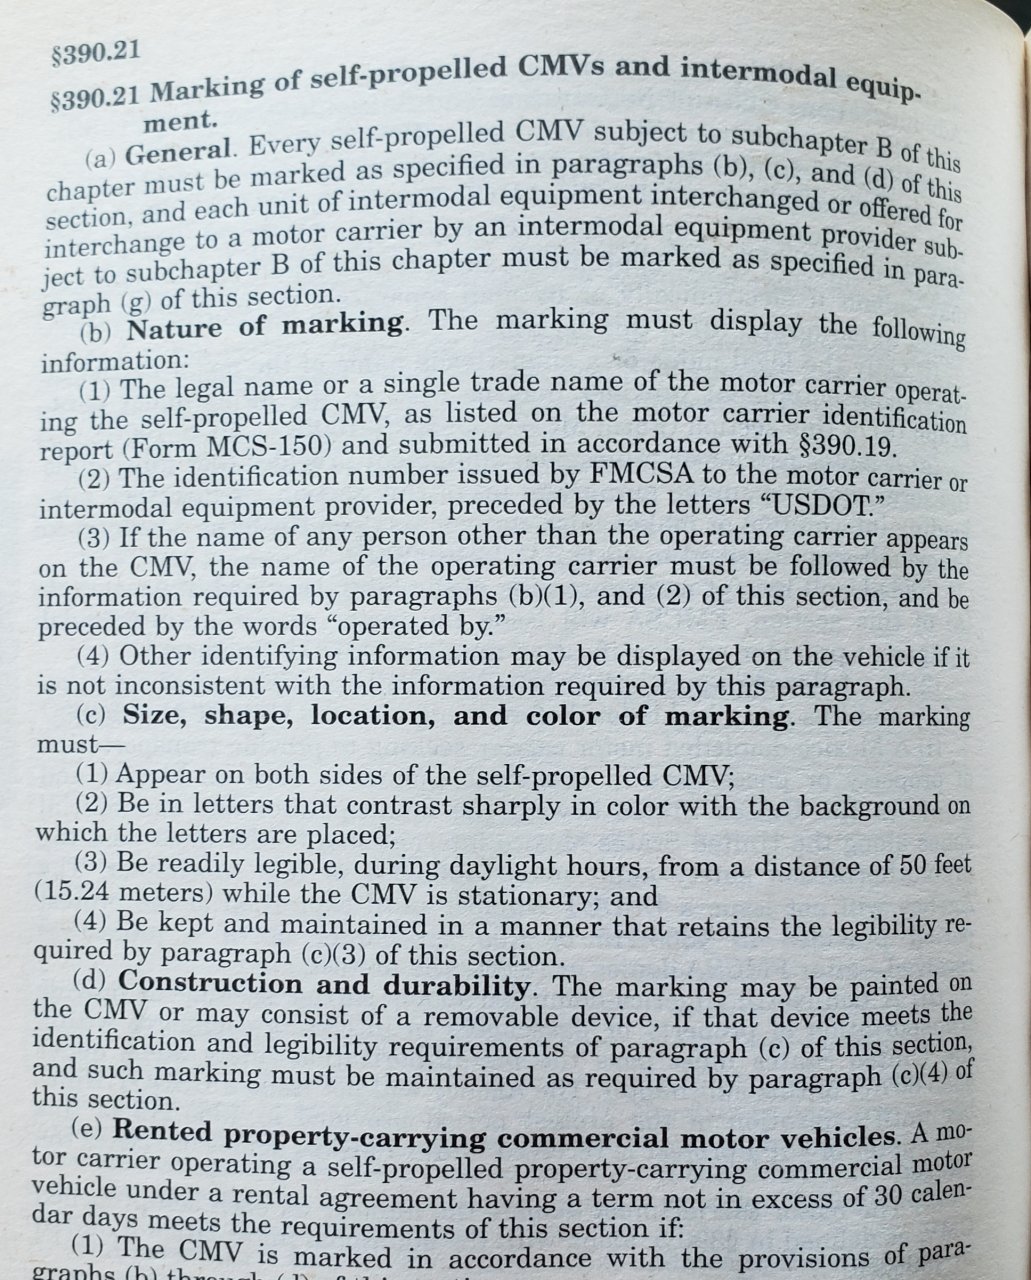 §390.21
§390.21 Marking of self-propelled CMVs and intermodal equip-
ment.
(a) General. Every self-propelled CMV subject to subchapter B of this
chapter must be marked as specified in paragraphs (b), (c), and (d) of this
section, and each unit of intermodal equipment interchanged or offered for
interchange to a motor carrier by an intermodal equipment provider sub-
ject to subchapter B of this chapter must be marked as specified in para-
graph (g) of this section.
(b) Nature of marking. The marking must display the following
information:
(1) The legal name or a single trade name of the motor carrier operat-
ing the self-propelled CMV, as listed on the motor carrier identification
report (Form MCS-150) and submitted in accordance with §390.19.
(2) The identification number issued by FMCSA to the motor carrier or
intermodal equipment provider, preceded by the letters “USDOT.”
(3) If the name of any person other than the operating carrier appears
on the CMV, the name of the operating carrier must be followed by the
information required by paragraphs (b)(1), and (2) of this section, and be
preceded by the words “operated by.”
(4) Other identifying information may be displayed on the vehicle if it
is not inconsistent with the information required by this paragraph.
(c) Size, shape, location, and color of marking. The marking
must—
(1) Appear on both sides of the self-propelled CMV;
(2) Be in letters that contrast sharply in color with the background on
which the letters are placed;
(3) Be readily legible, during daylight hours, from a distance of 50 feet
(15.24 meters) while the CMV is stationary; and
(4) Be kept and maintained in a manner that retains the legibility re-
quired by paragraph (c)(3) of this section.
(d) Construction and durability. The marking may be painted on
the CMV or may consist of a removable device, if that device meets the
identification and legibility requirements of paragraph (c) of this section,
and such marking must be maintained as required by paragraph (c)(4) of
this section.
(e) Rented property-carrying commercial motor vehicles. A mo-
tor carrier operating a self-propelled property-carrying commercial motor
vehicle under a rental agreement having a term not in excess of 30 calen-
dar days meets the requirements of this section if:
(1) The CMV is marked in accordance with the provisions of para-
graphs (b) through (d) of this